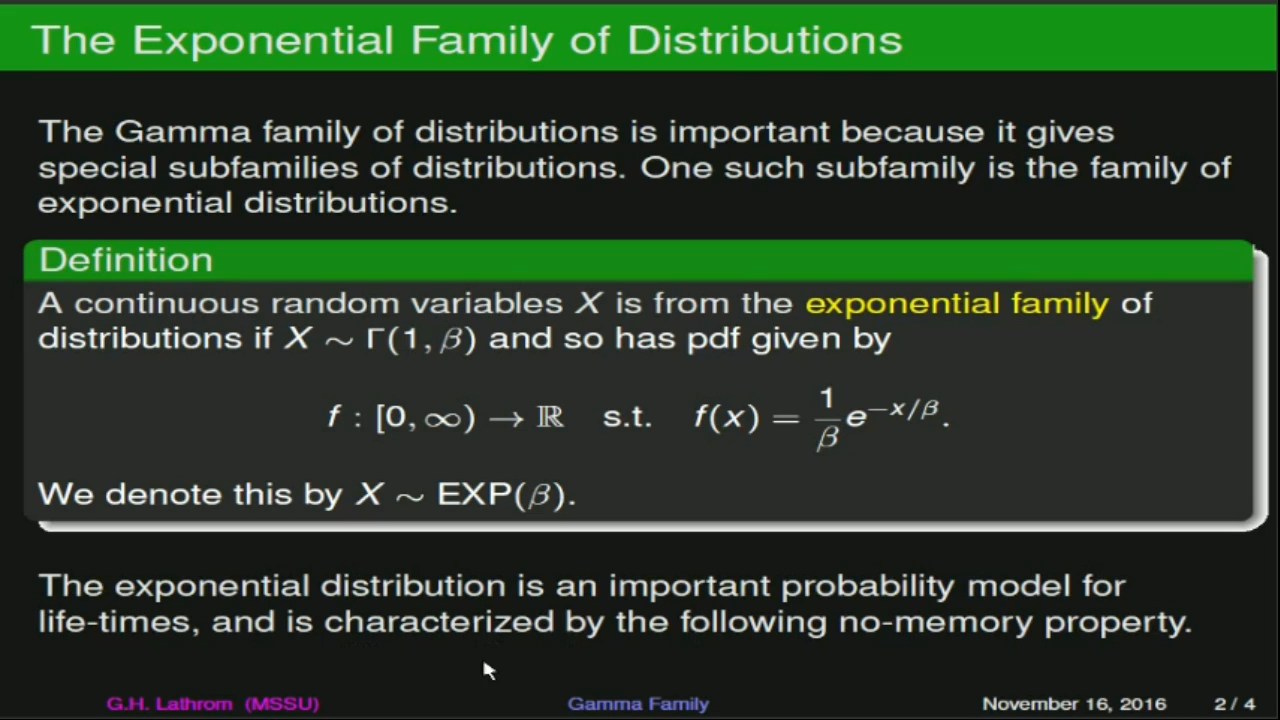 The Exponential Family of Distributions
The Gamma family of distributions is important because it gives
special subfamilies of distributions. One such subfamily is the family of
exponential distributions.
Definition
A continuous random variables X is from the exponential family of
distributions if X ∼ Γ(1, β) and so has pdf given by
f : [0, ∞) → ℝ s.t. f(x) = 1/β e^{−x/β}.
We denote this by X ∼ EXP(β).
The exponential distribution is an important probability model for
life-times, and is characterized by the following no-memory property.
G.H. Lathrom (MSSU) Gamma Family November 16, 2016 2 / 4